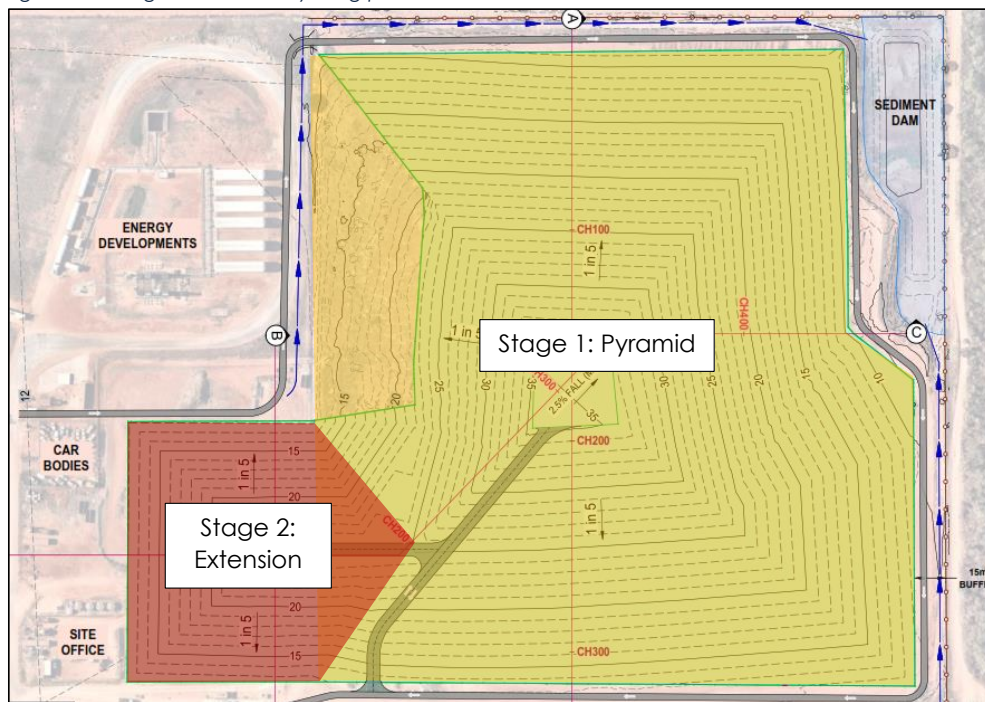 A
SEDIMENT
DAM
ENERGY
DEVELOPMENTS
CH100
1 in 5
B
1 in 5
Stage 1: Pyramid
CH400
C
12
15
20
25
30
35
30
25
20
15
10
2.5% FALL
CH200
CAR
BODIES
15
1 in 5
20
Stage 2:
Extension
CH200
1 in 5
15m
20
1 in 5
15
SITE
OFFICE
CH300